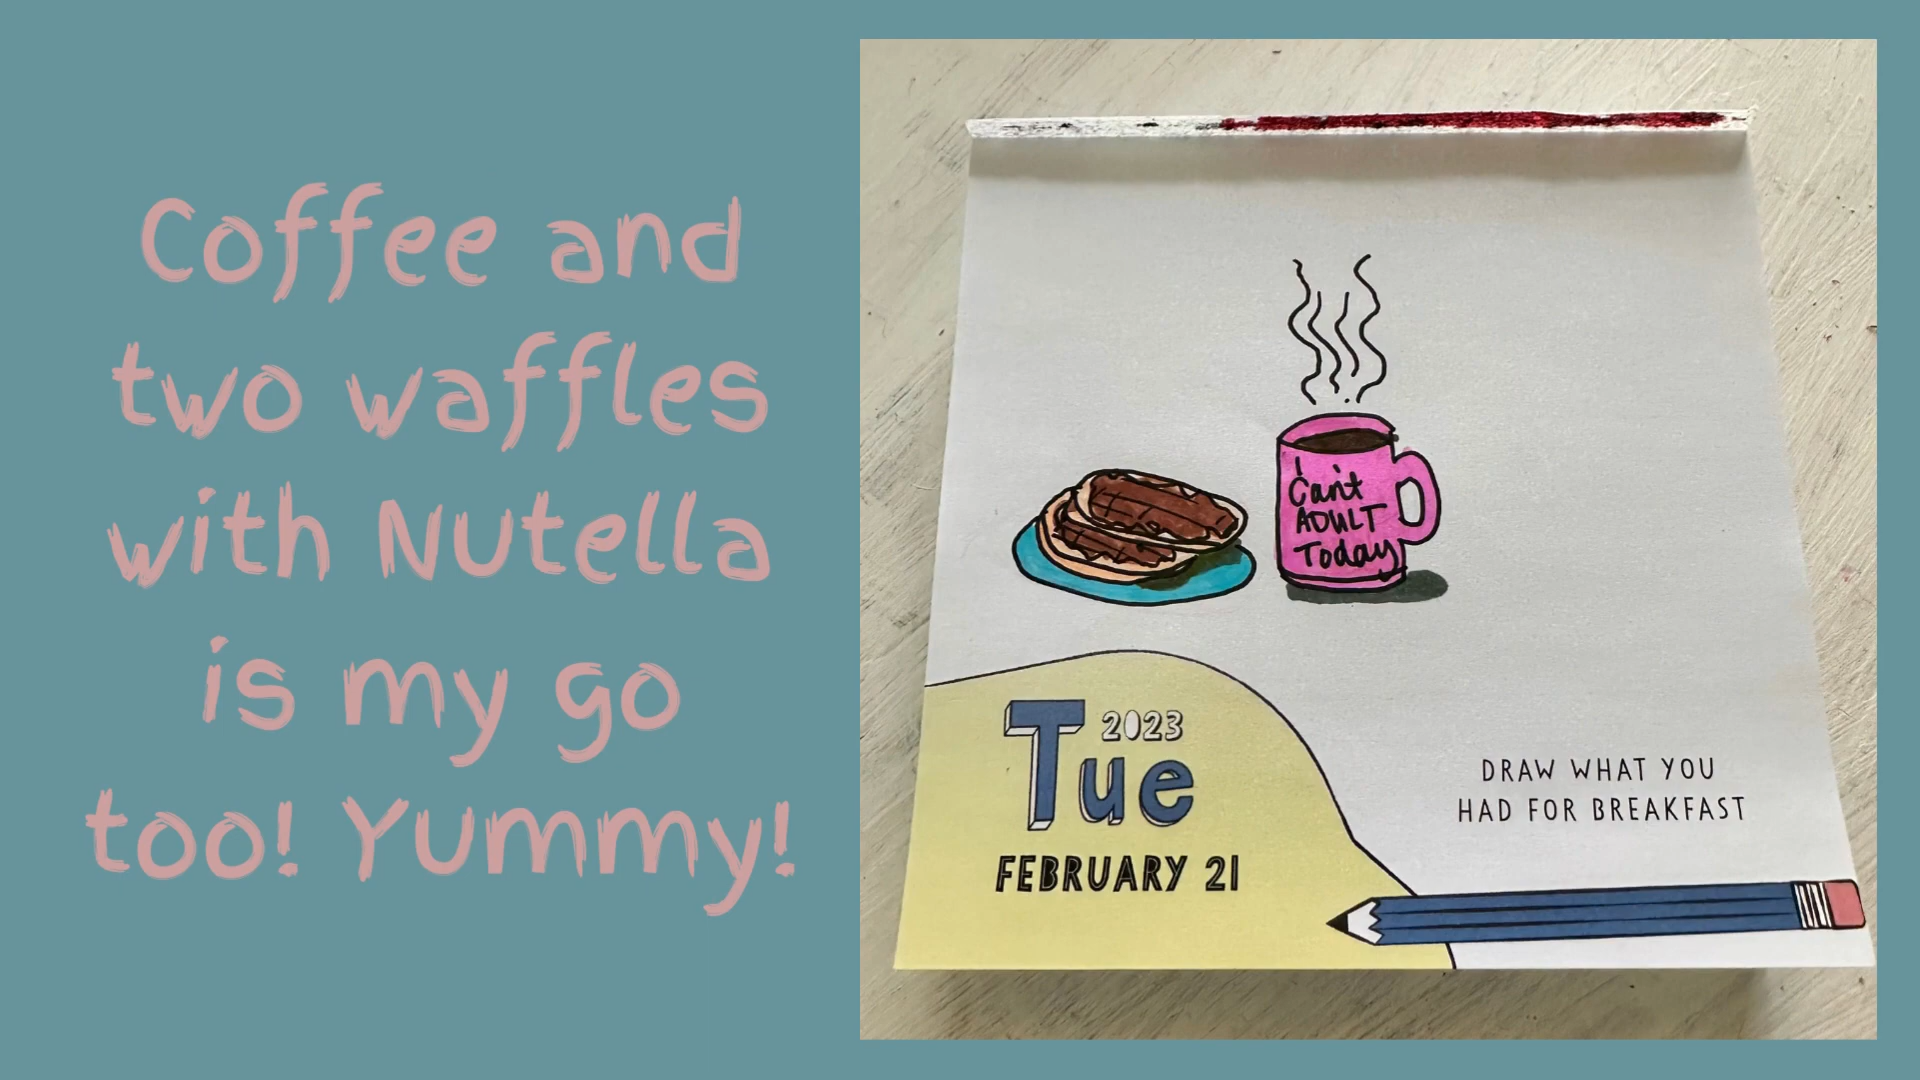 Coffee and
two waffles
with Nutella
is my go
too! Yummy!
I
Can't
ADULT
Today
2023
Tue
FEBRUARY 21
DRAW WHAT YOU
HAD FOR BREAKFAST